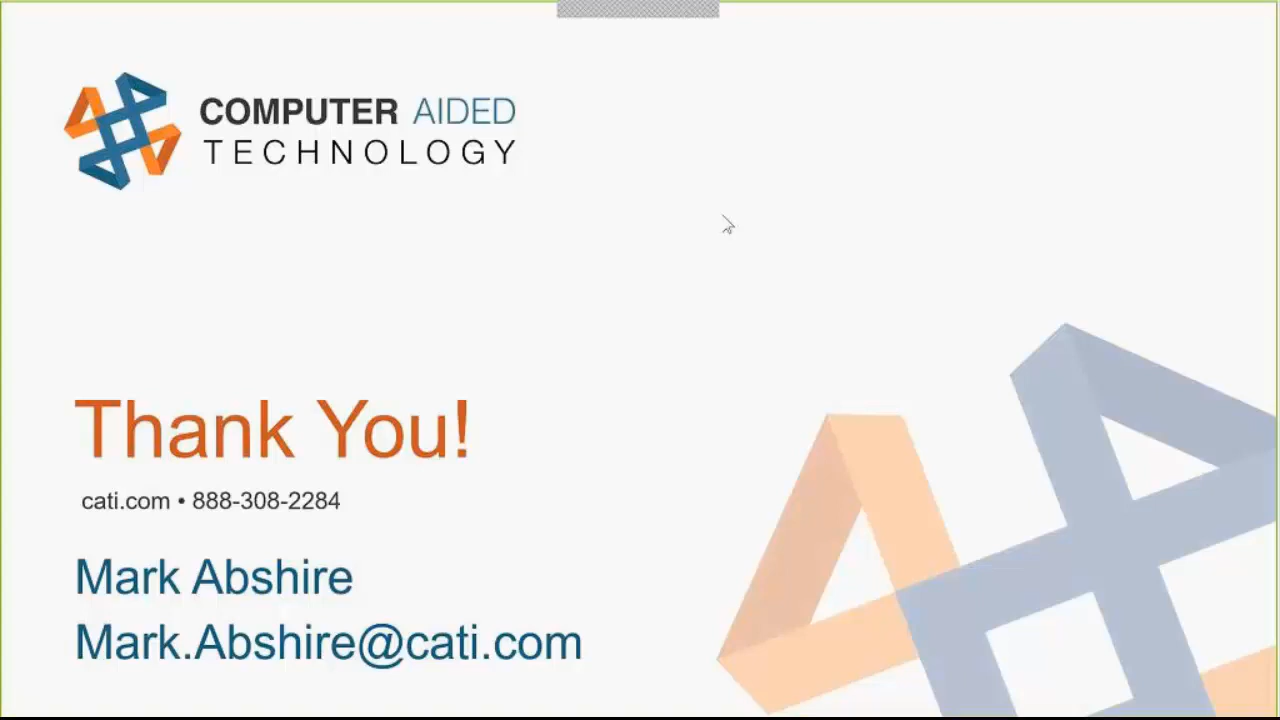 COMPUTER AIDED
TECHNOLOGY
Thank You!
cati.com • 888-308-2284
Mark Abshire
Mark.Abshire@cati.com